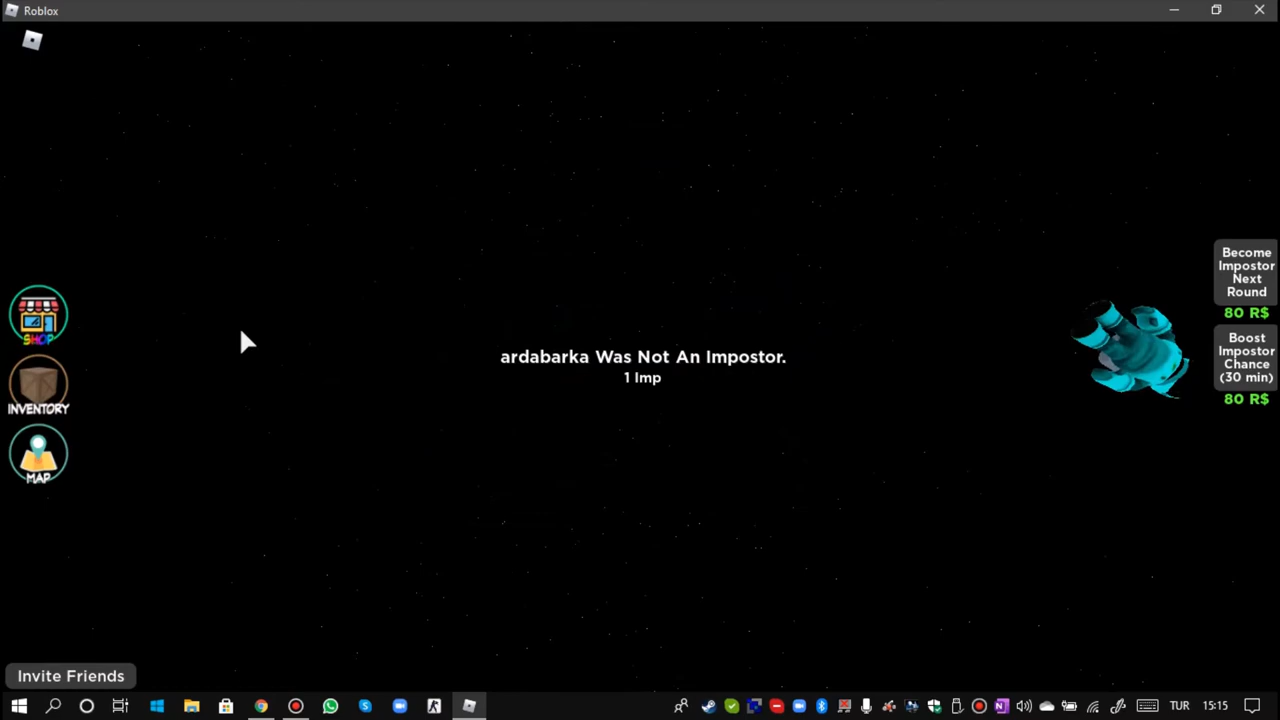 Roblox
SHOP
INVENTORY
MAP
ardabarka Was Not An Impostor.
1 Imp
Become
Impostor
Next
Round
80 R$
Boost
Impostor
Chance
(30 min)
80 R$
Invite Friends
TUR
15:15